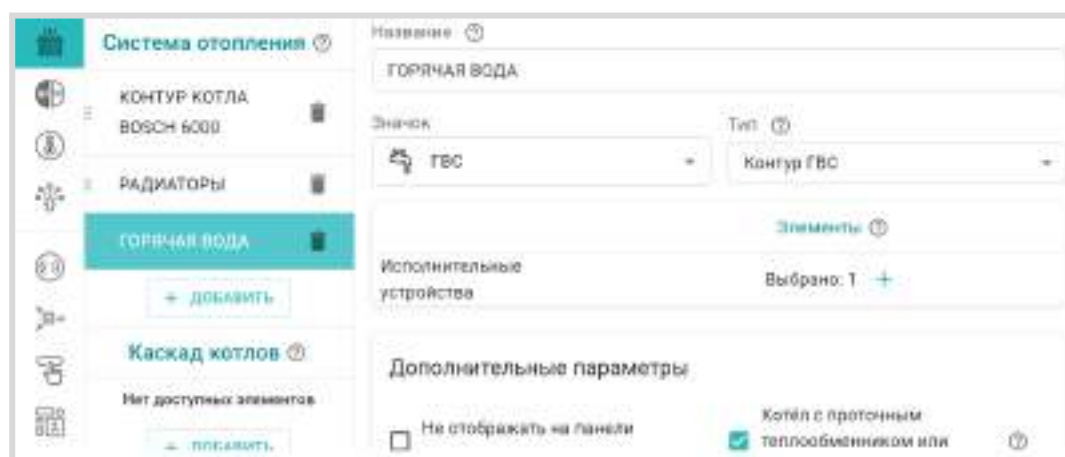 Система отопления
КОНТУР КОТЛА
BOSCH 6000
РАДИАТОРЫ
ГОРЯЧАЯ ВОДА
+ ДОБАВИТЬ
Каскад котлов
Нет доступных элементов
+ ДОБАВИТЬ
Название
ГОРЯЧАЯ ВОДА
Значок
ГВС
Тип
Контур ГВС
Элементы
Исполнительные
устройства
Выбрано: 1 +
Дополнительные параметры
Не отображать на панели
Котёл с проточным
теплообменником или